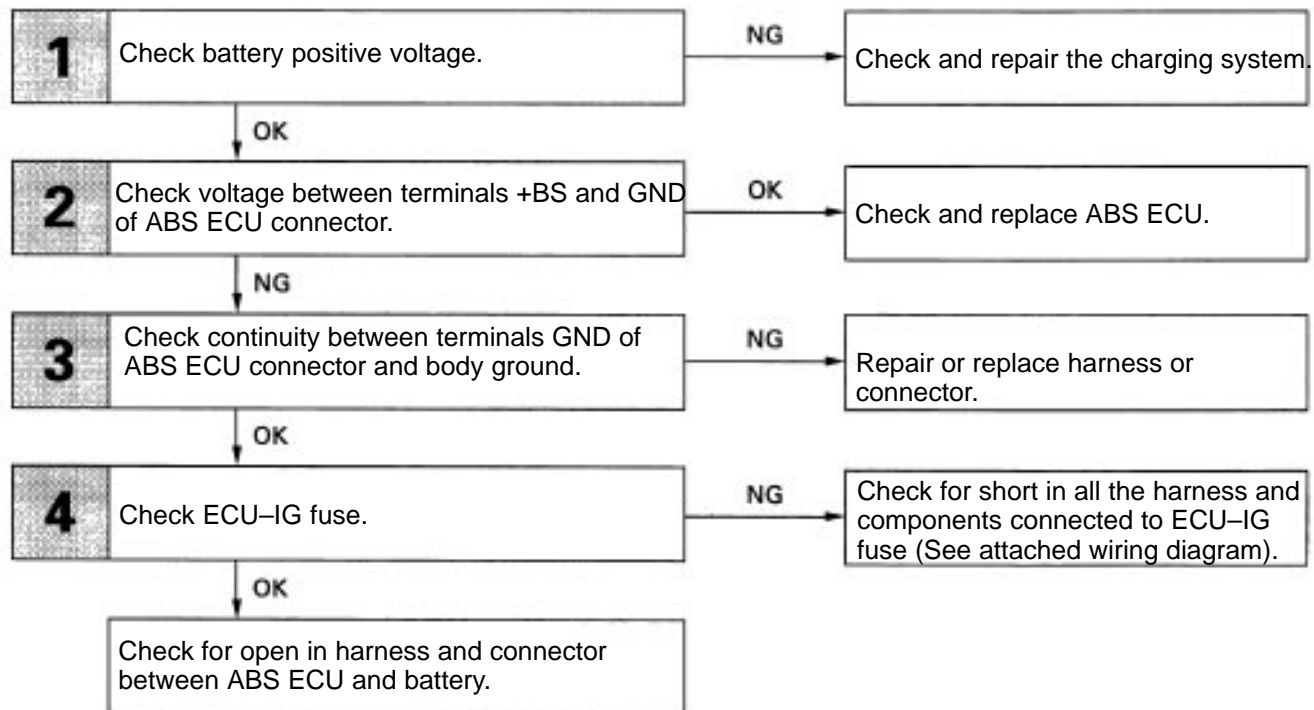 1
Check battery positive voltage.
NG
Check and repair the charging system.
OK
2
Check voltage between terminals +BS and GND
of ABS ECU connector.
OK
Check and replace ABS ECU.
NG
3
Check continuity between terminals GND of
ABS ECU connector and body ground.
NG
Repair or replace harness or
connector.
OK
4
Check ECU–IG fuse.
NG
Check for short in all the harness and
components connected to ECU–IG
fuse (See attached wiring diagram).
OK
Check for open in harness and connector
between ABS ECU and battery.